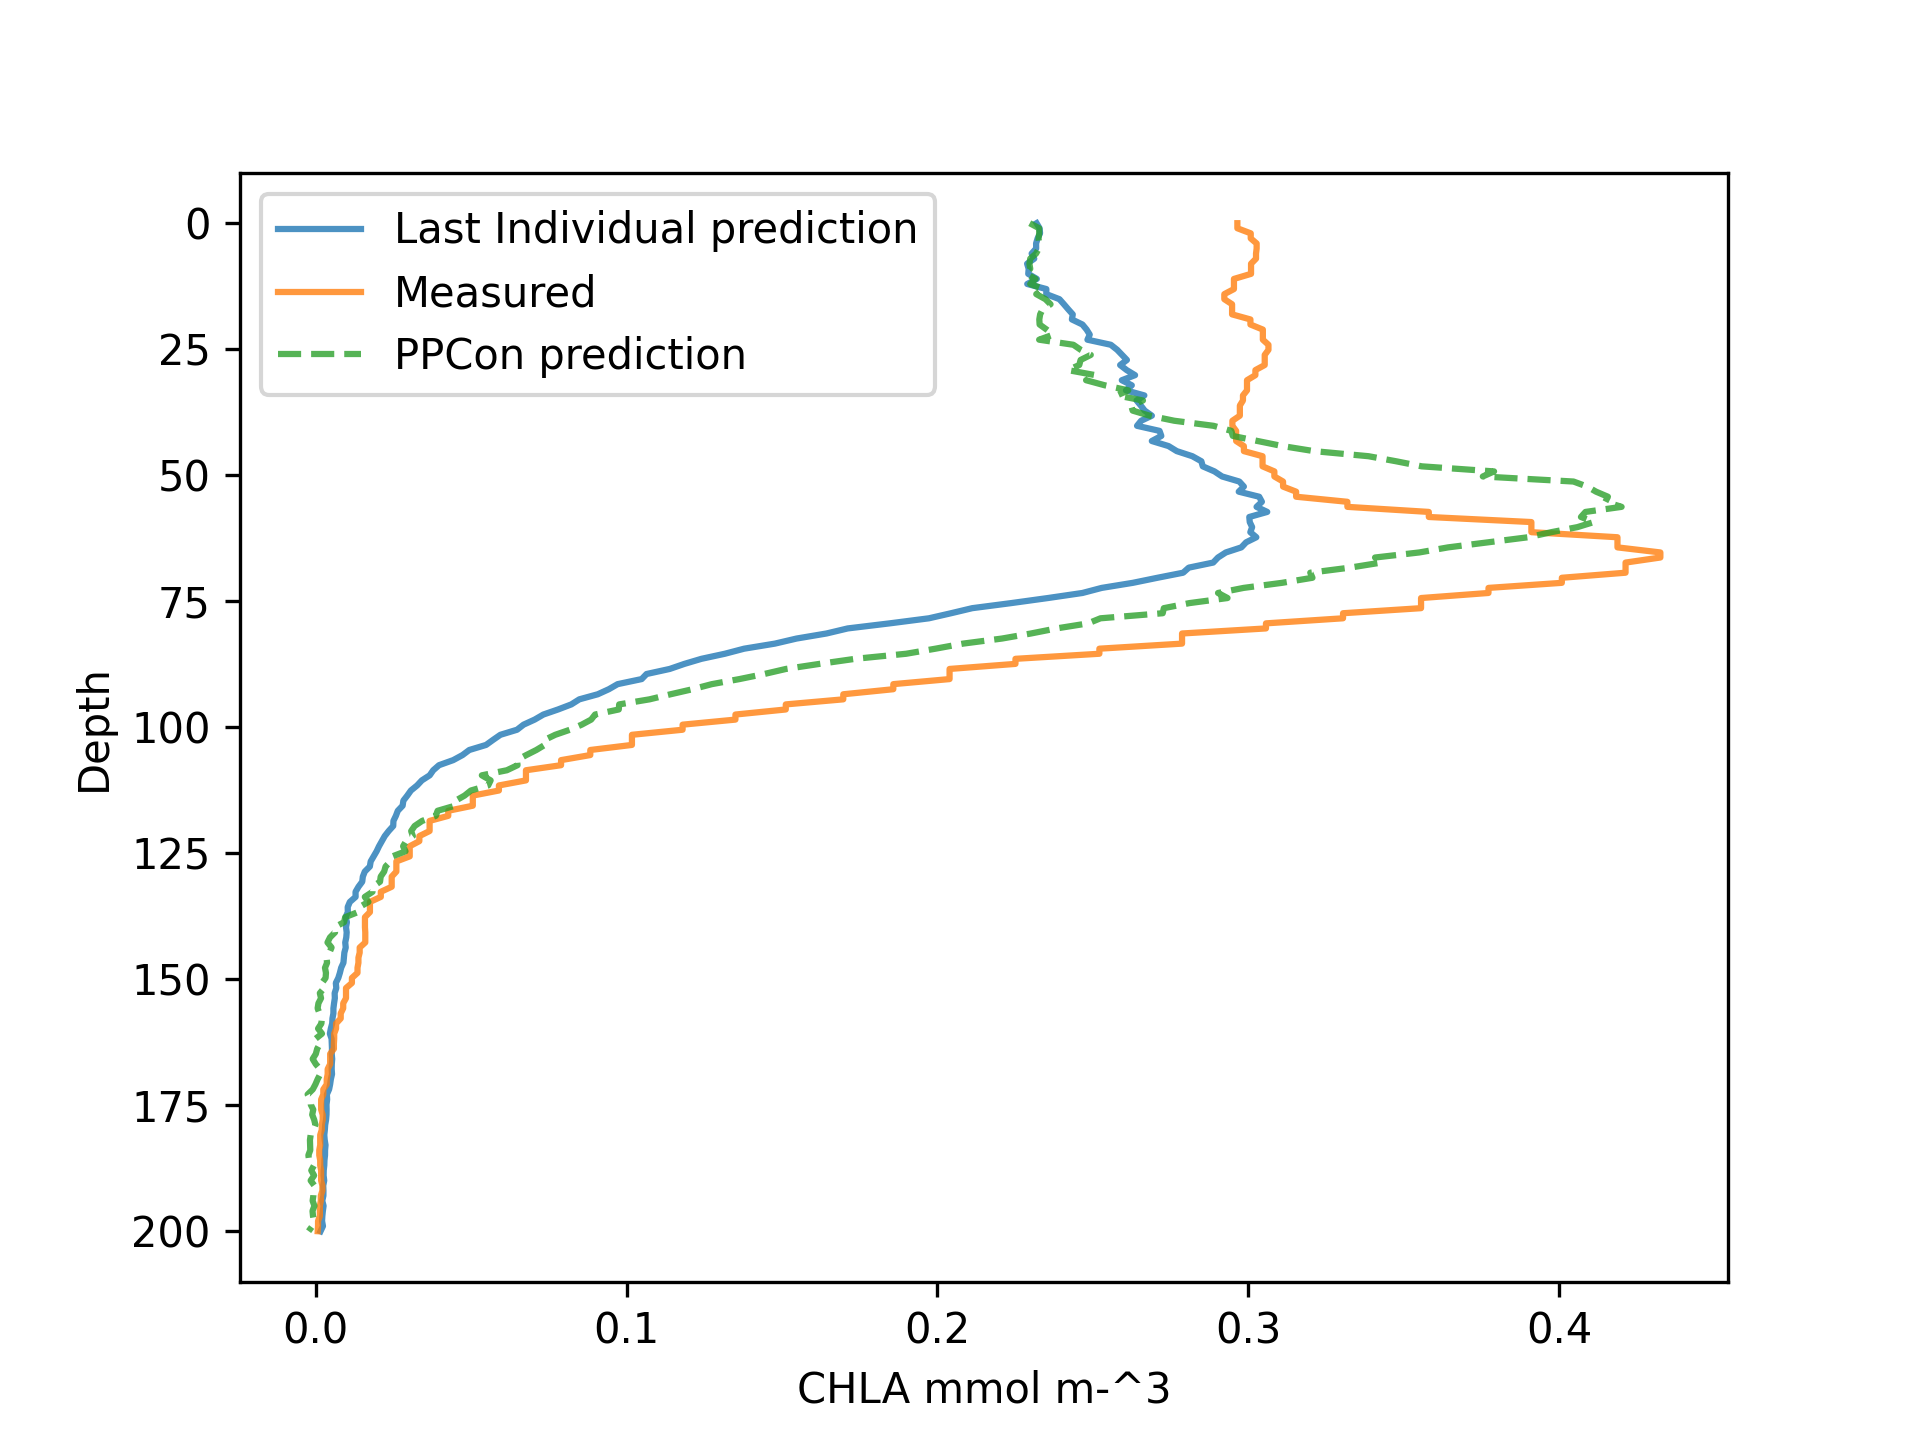 Last Individual prediction
Measured
PPCon prediction
0
25
50
75
100
125
150
175
200
Depth
0.0 0.1 0.2 0.3 0.4
CHLA mmol m-^3